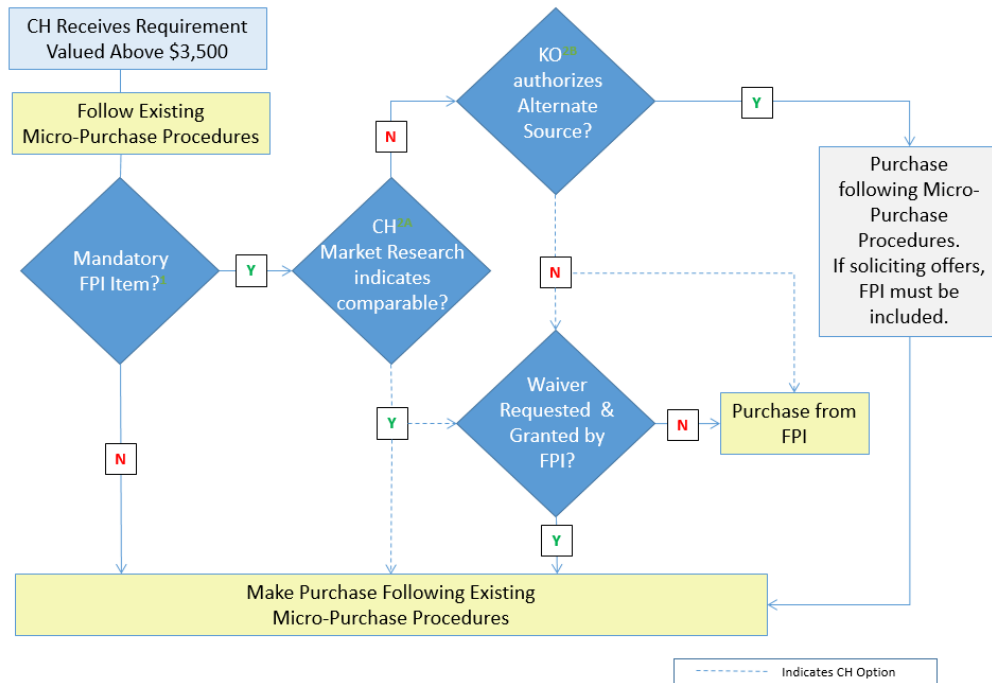 CH Receives Requirement
Valued Above $3,500
Follow Existing
Micro-Purchase Procedures
Mandatory
FPI Item?
Y
N
CH
Market Research
indicates
comparable?
N
Y
KO
authorizes
Alternate
Source?
Y
N
Purchase
following Micro-
Purchase
Procedures.
If soliciting offers,
FPI must be
included.
Waiver
Requested & 
Granted by
FPI?
N
Y
Purchase from
FPI
Make Purchase Following Existing
Micro-Purchase Procedures
Indicates CH Option